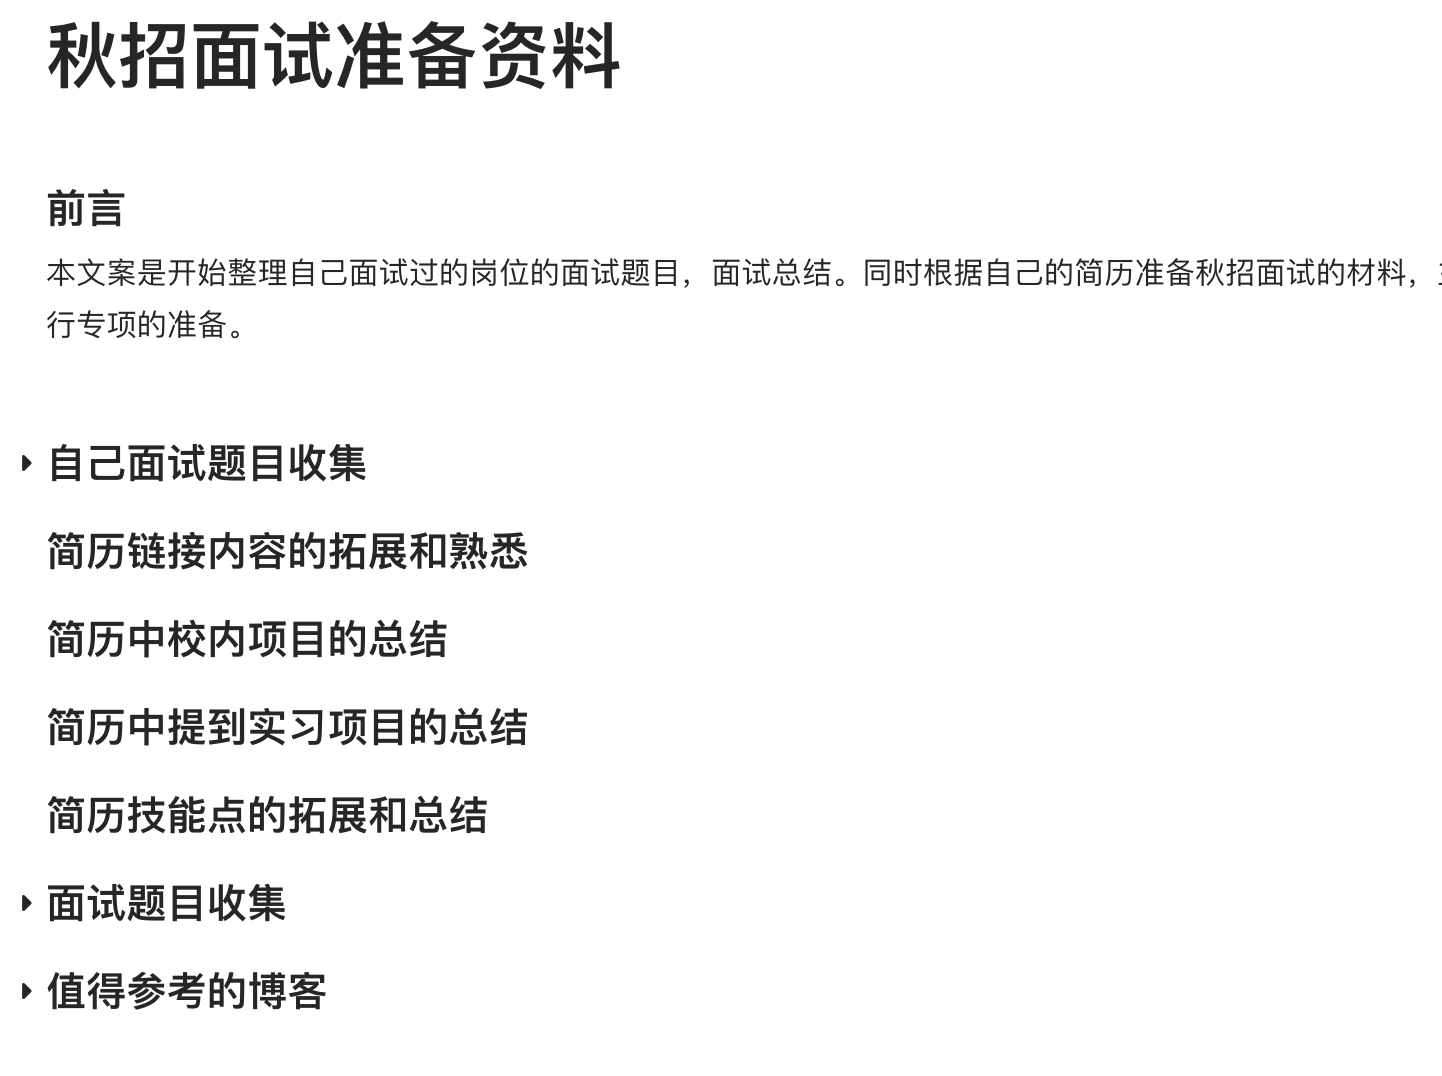 秋招面试准备资料
前言
本文案是开始整理自己面试过的岗位的面试题目，面试总结。同时根据自己的简历准备秋招面试的材料，
行专项的准备。
自己面试题目收集
简历链接内容的拓展和熟悉
简历中校内项目的总结
简历中提到实习项目的总结
简历技能点的拓展和总结
面试题目收集
值得参考的博客